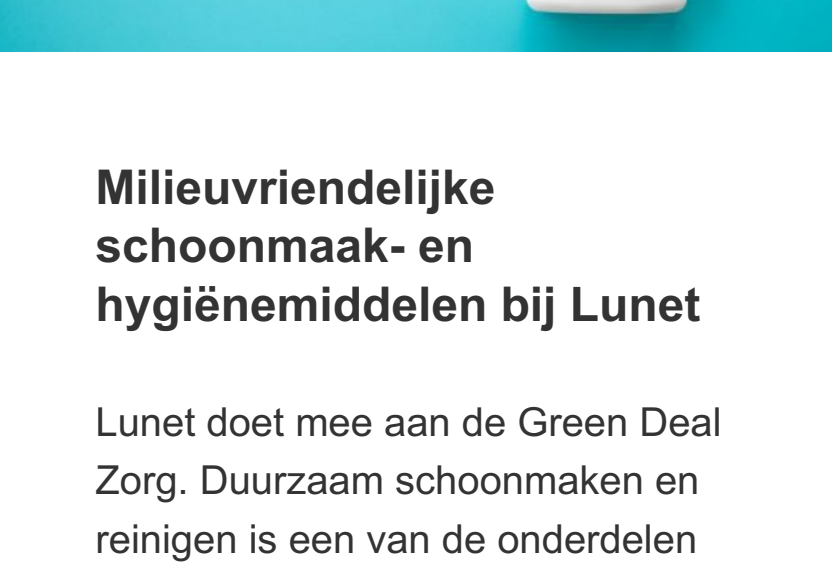 Milieuvriendelijke
schoonmaak- en
hygiënemiddelen bij Lunet
Lunet doet mee aan de Green Deal
Zorg. Duurzaam schoonmaken en
reinigen is een van de onderdelen